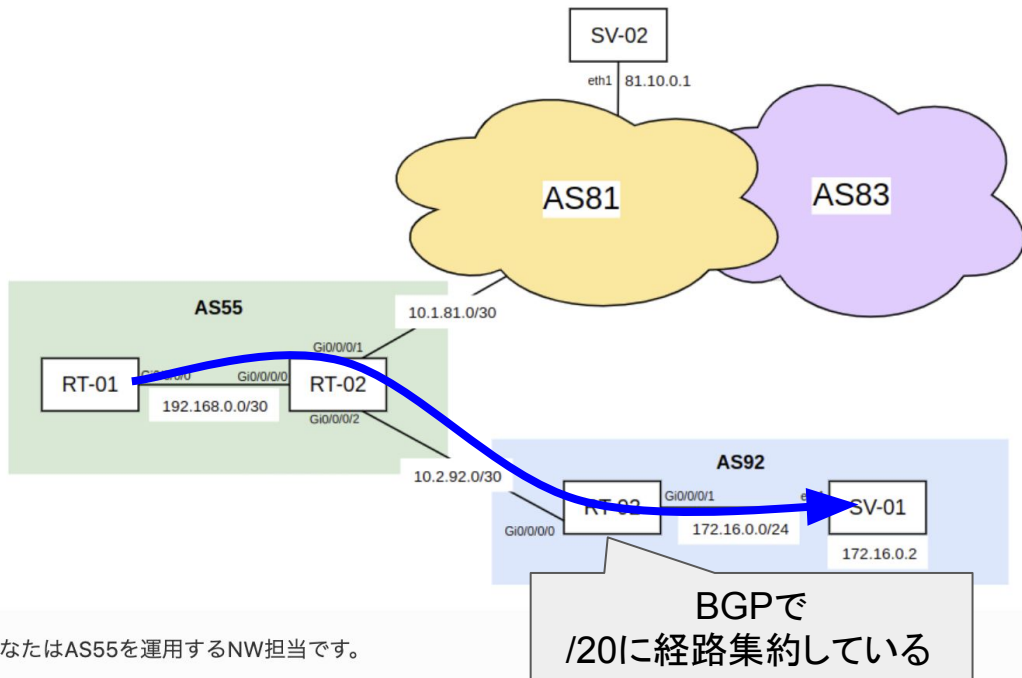 SV-02
eth1
81.10.0.1
AS81
AS83
AS55
10.1.81.0/30
Gi0/0/0/1
RT-01
Gi0/0/0/0
Gi0/0/0/0
RT-02
192.168.0.0/30
Gi0/0/0/2
10.2.92.0/30
AS92
Gi0/0/0/1
SV-01
Gi0/0/0/0
172.16.0.0/24
172.16.0.2
BGPで
/20に経路集約している
なたはAS55を運用するNW担当です。